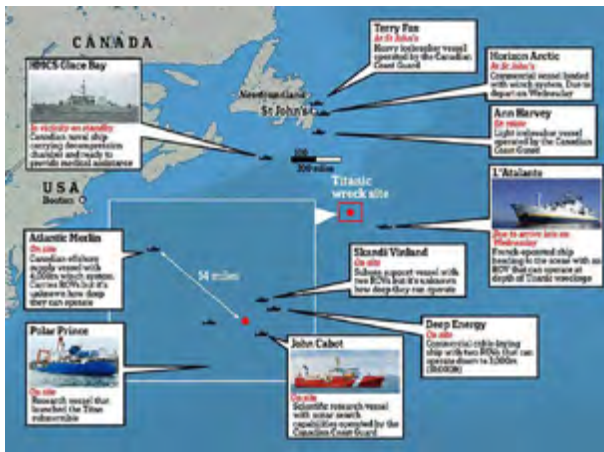 CANADA
HMCS Glace Bay
In vicinity on standby
Canadian naval ship
carrying decompression
chamber and ready to
provide medical assistance
Terry Fox
At St John's
Heavy icebreaker vessel
operated by the Canadian
Coast Guard
Horizon Arctic
At St John's
Commercial vessel loaded
with winch system. Due to
depart on Wednesday
Newfoundland
St John's
Ann Harvey
En route
Light icebreaker vessel
operated by the Canadian
Coast Guard
200 miles
Titanic
wreck site
USA
Boston
L'Atalante
Due to arrive late on
Wednesday
French-operated ship
heading to the scene with an
ROV that can operate at
depth of Titanic wreckage
Atlantic Merlin
On site
Canadian offshore
supply vessel with
winch system.
Carries ROVs but it's
unknown how deep
they can operate
14 miles
Skandi Vinland
On site
Subsea support vessel with
two ROVs but it's unknown
how deep they can operate
Polar Prince
On site
Research vessel that
launched the Titan
submersible
Deep Energy
On site
Commercial cable-laying
ship with two ROVs that can
operate down to 3,000m
John Cabot
On site
Scientific research vessel
with sonar search
capabilities operated by the
Canadian Coast Guard